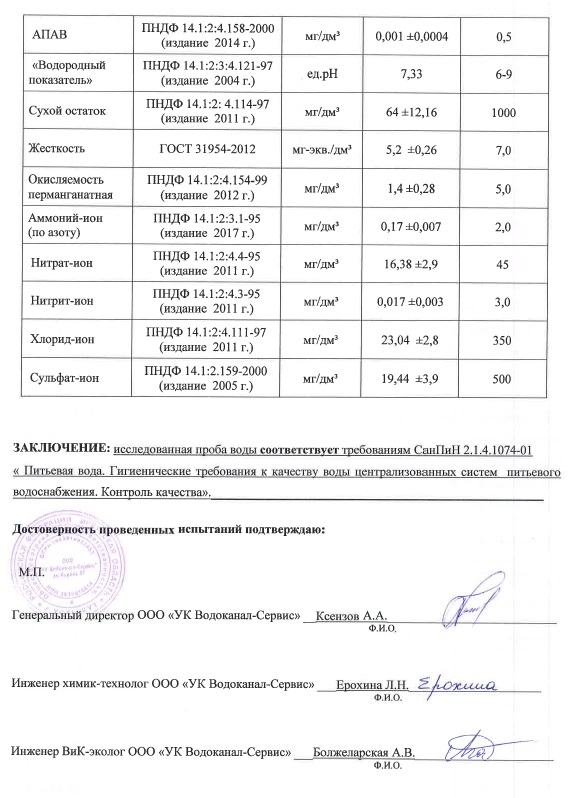 АПАВ ПНДФ 14.1:2:4.158-2000 (издание 2014 г.) мг/дм³ 0,001 ±0,0004 0,5
«Водородный показатель» ПНДФ 14.1:2:3:4.121-97 (издание 2004 г.) ед.рН 7,33 6-9
Сухой остаток ПНДФ 14.1:2: 4.114-97 (издание 2011 г.) мг/дм³ 64 ±12,16 1000
Жесткость ГОСТ 31954-2012 мг-экв./дм³ 5,2 ±0,26 7,0
Окисляемость перманганатная ПНДФ 14.1:2:4.154-99 (издание 2012 г.) мг/дм³ 1,4 ±0,28 5,0
Аммоний-ион (по азоту) ПНДФ 14.1:2:3.1-95 (издание 2017 г.) мг/дм³ 0,17 ±0,007 2,0
Нитрат-ион ПНДФ 14.1:2:4.4-95 (издание 2011 г.) мг/дм³ 16,38 ±2,9 45
Нитрит-ион ПНДФ 14.1:2:4.3-95 (издание 2011 г.) мг/дм³ 0,017 ±0,003 3,0
Хлорид-ион ПНДФ 14.1:2:4.111-97 (издание 2011 г.) мг/дм³ 23,04 ±2,8 350
Сульфат-ион ПНДФ 14.1:2.159-2000 (издание 2005 г.) мг/дм³ 19,44 ±3,9 500
ЗАКЛЮЧЕНИЕ: исследованная проба воды соответствует требованиям СанПиН 2.1.4.1074-01
« Питьевая вода. Гигиенические требования к качеству воды централизованных систем питьевого
водоснабжения. Контроль качества».
Достоверность проведенных испытаний подтверждаю:
М.П.
Генеральный директор ООО «УК Водоканал-Сервис» Ксензов А.А.
Ф.И.О.
Инженер химик-технолог ООО «УК Водоканал-Сервис» Ерохина Л.Н. Ерохина
Ф.И.О.
Инженер ВиК-эколог ООО «УК Водоканал-Сервис» Болжеларская А.В.
Ф.И.О.